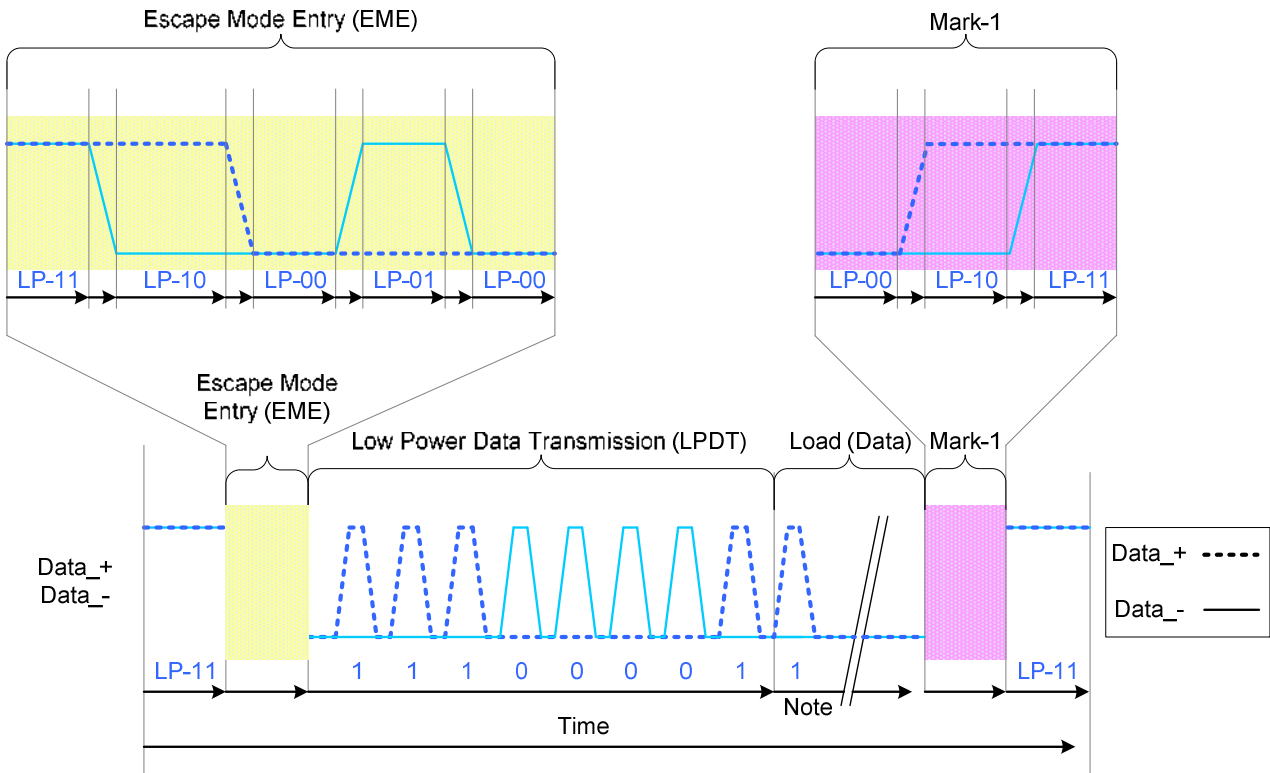 Escape Mode Entry (EME)
Mark-1
LP-11 LP-10 LP-00 LP-01 LP-00
LP-00 LP-10 LP-11
Escape Mode
Entry (EME)
Low Power Data Transmission (LPDT)
Load (Data)
Mark-1
Data_+
Data_-
Data_+
Data_-
LP-11 1 1 1 0 0 0 0 1 1 LP-11
Note
Time